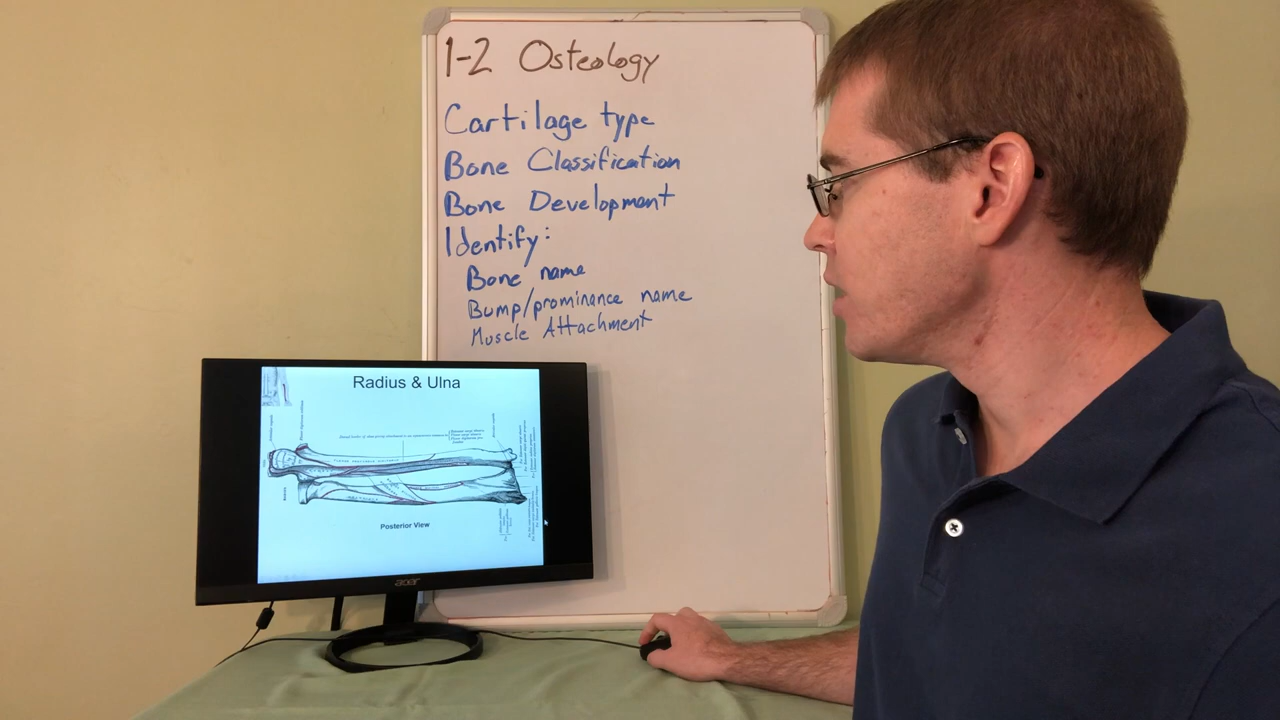 1-2 Osteology
Cartilage type
Bone Classification
Bone Development
Identify:
Bone name
Bump/prominance name
Muscle Attachment
Radius & Ulna
Posterior View
acer